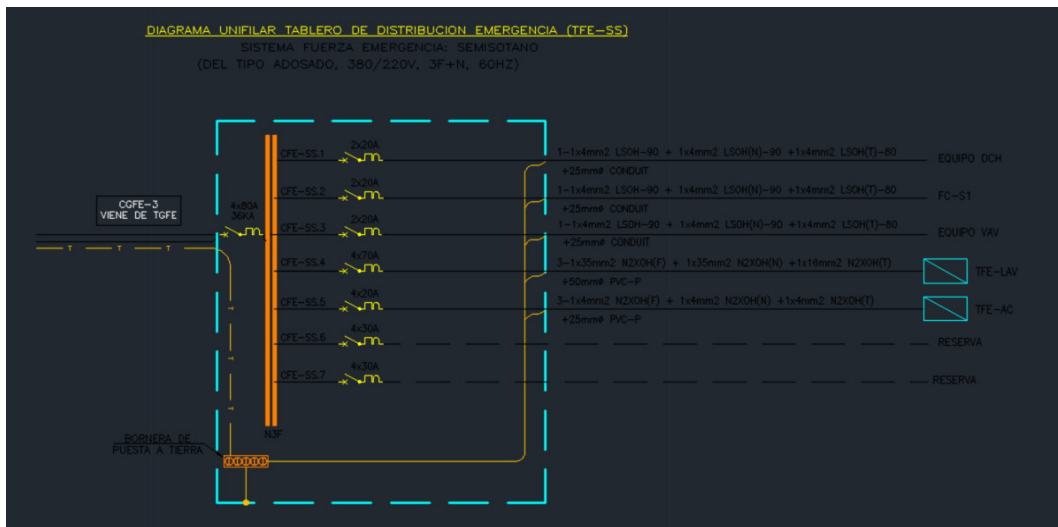 DIAGRAMA UNIFILAR TABLERO DE DISTRIBUCION EMERGENCIA (TFE-SS)
SISTEMA FUERZA EMERGENCIA: SEMISOTANO
(DEL TIPO ADOSADO, 380/220V, 3F+N, 60HZ)
CGFE-3
VIENE DE TGFE
4x80A
36KA
CFE-SS.1
2x20A
1-1x4mm2 LSOH-90 + 1x4mm2 LSOH(N)-90 +1x4mm2 LSOH(T)-80
+25mmø CONDUIT
EQUIPO DCH
CFE-SS.2
2x20A
1-1x4mm2 LSOH-90 + 1x4mm2 LSOH(N)-90 +1x4mm2 LSOH(T)-80
+25mmø CONDUIT
FC-S1
CFE-SS.3
2x20A
1-1x4mm2 LSOH-90 + 1x4mm2 LSOH(N)-90 +1x4mm2 LSOH(T)-80
+25mmø CONDUIT
EQUIPO VAV
CFE-SS.4
4x70A
3-1x35mm2 N2XOH(F) + 1x35mm2 N2XOH(N) +1x16mm2 N2XOH(T)
+50mmø PVC-P
TFE-LAV
CFE-SS.5
4x20A
3-1x4mm2 N2XOH(F) + 1x4mm2 N2XOH(N) +1x4mm2 N2XOH(T)
+25mmø PVC-P
TFE-AC
CFE-SS.6
4x30A
RESERVA
CFE-SS.7
4x30A
RESERVA
T T T
T
T
T
N3F
BORNERA DE
PUESTA A TIERRA